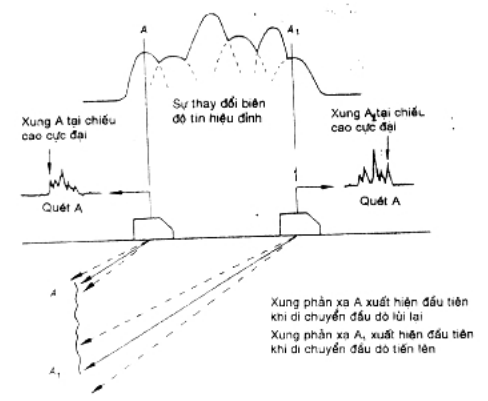 A
A₁
Sự thay đổi biên
độ tín hiệu đỉnh
Xung A tại chiều
cao cực đại
Quét A
Xung A₁ tại chiều
cao cực đại
Quét A
A
A₁
Xung phản xạ A xuất hiện đầu tiên
khi di chuyển đầu dò lùi lại
Xung phản xạ A₁ xuất hiện đầu tiên
khi di chuyển đầu dò tiến lên